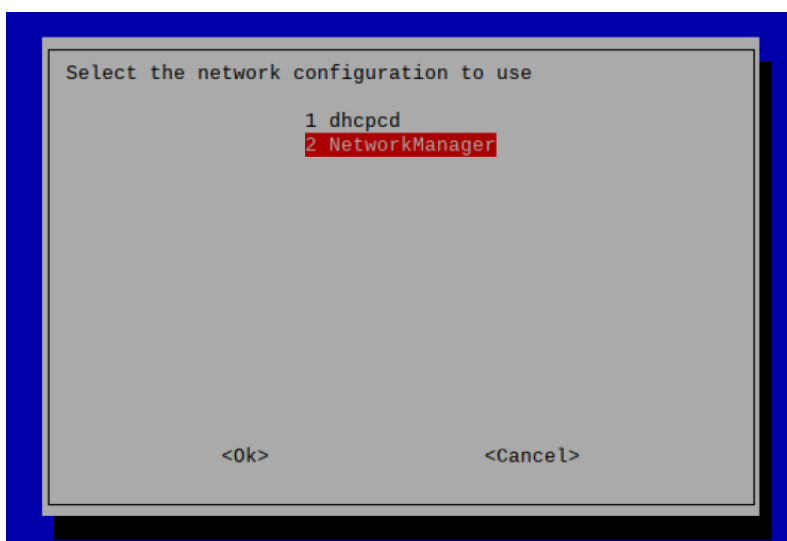 Select the network configuration to use
1 dhcpcd
2 NetworkManager
<Ok> <Cancel>